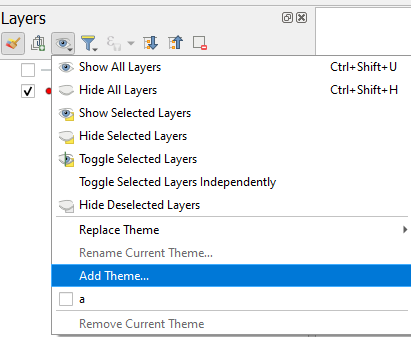 Layers
Show All Layers Ctrl+Shift+U
Hide All Layers Ctrl+Shift+H
Show Selected Layers
Hide Selected Layers
Toggle Selected Layers
Toggle Selected Layers Independently
Hide Deselected Layers
Replace Theme
Rename Current Theme...
Add Theme...
a
Remove Current Theme